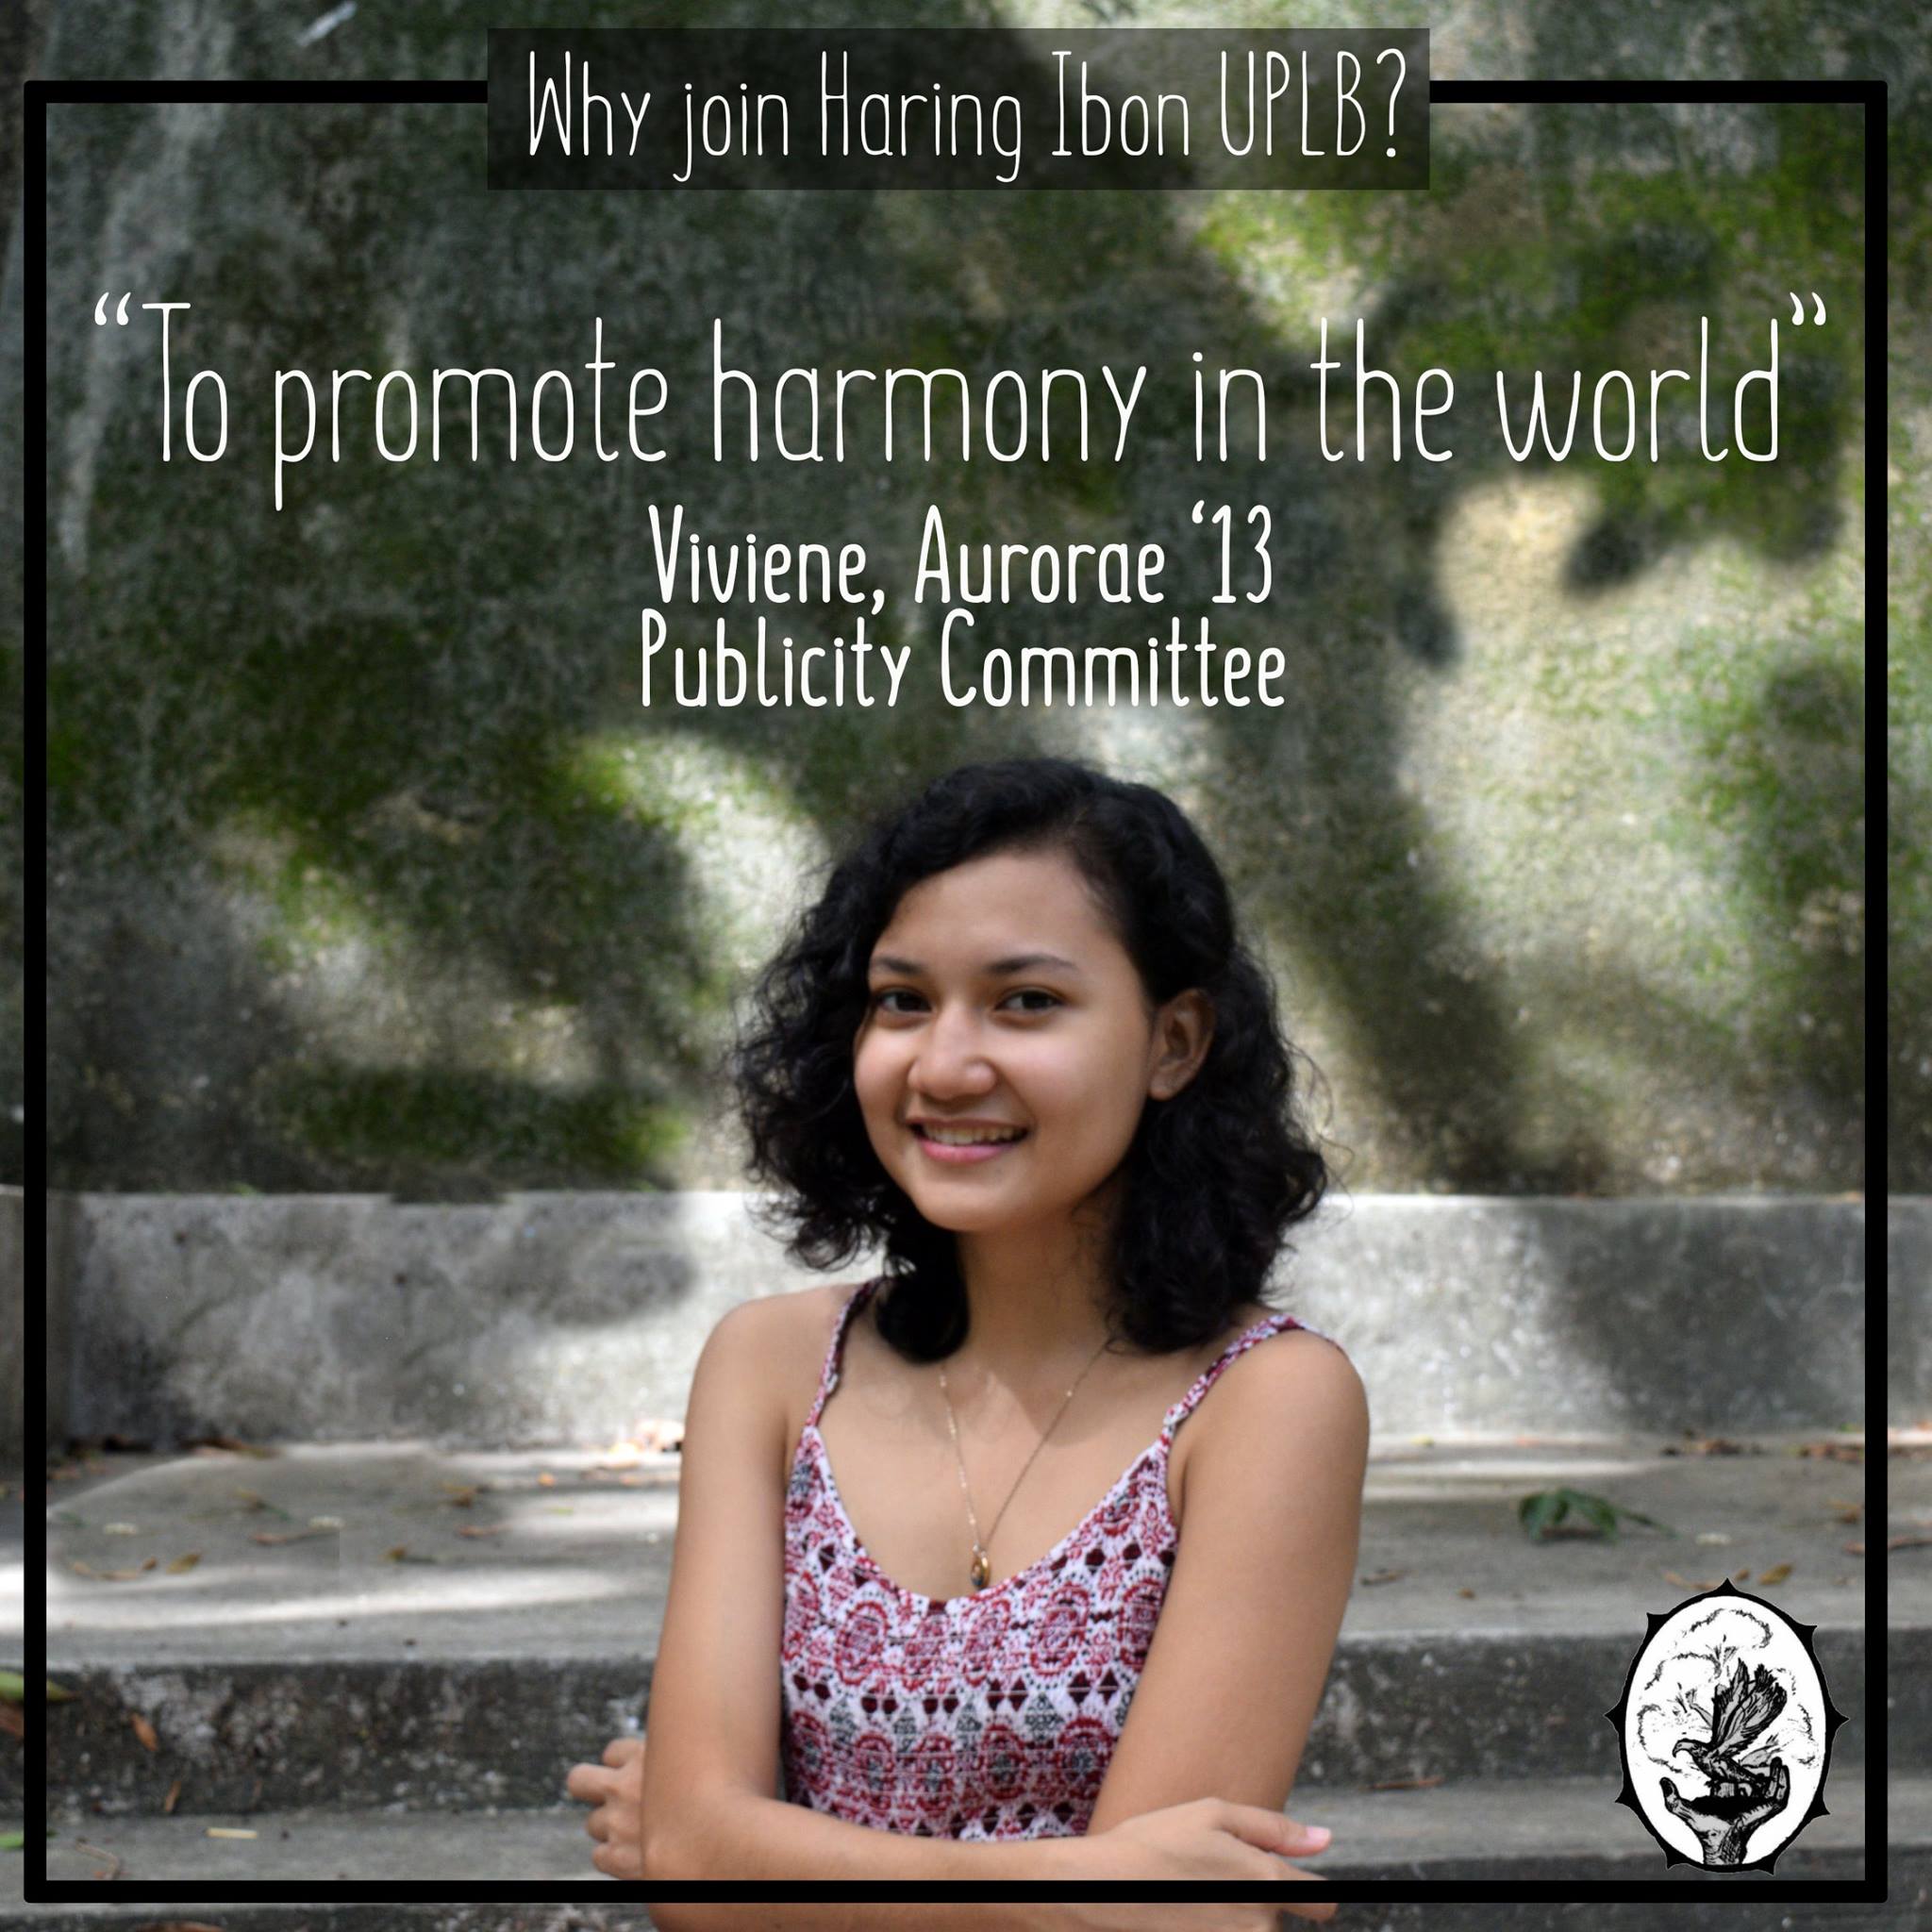 Why join Haring Ibon UPLB?
“To promote harmony in the world”
Viviene, Aurorae ‘13
Publicity Committee